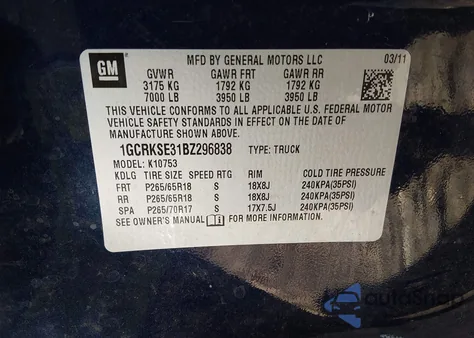 GM
MFD BY GENERAL MOTORS LLC 03/11
GVWR GAWR FRT GAWR RR
3175 KG 1792 KG 1792 KG
7000 LB 3950 LB 3950 LB
THIS VEHICLE CONFORMS TO ALL APPLICABLE U.S. FEDERAL MOTOR
VEHICLE SAFETY AND THEFT PREVENTION STANDARDS IN EFFECT ON THE DATE OF
MANUFACTURE SHOWN ABOVE.
1GCRKSE31BZ296838 TYPE: TRUCK
MODEL: K10753
KDLG TIRE SIZE SPEED RTG RIM COLD TIRE PRESSURE
FRT P265/65R18 S 18X8J 240KPA(35PSI)
RR P265/65R18 S 18X8J 240KPA(35PSI)
SPA P265/70R17 S 17X7.5J 240KPA(35PSI)
SEE OWNER'S MANUAL FOR MORE INFORMATION.
autoShop